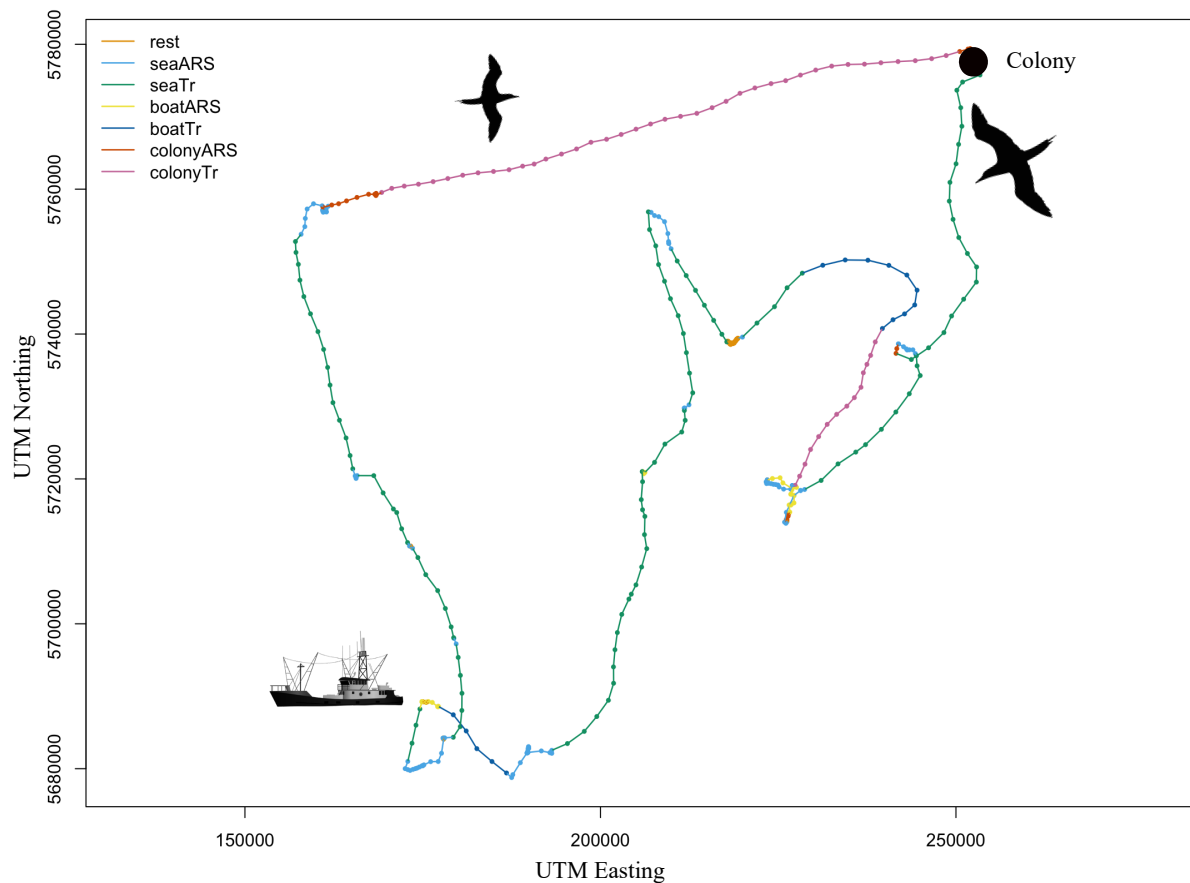 rest
seaARS
seaTr
boatARS
boatTr
colonyARS
colonyTr
Colony
UTM Northing
5780000
5760000
5740000
5720000
5700000
5680000
150000
200000
250000
UTM Easting